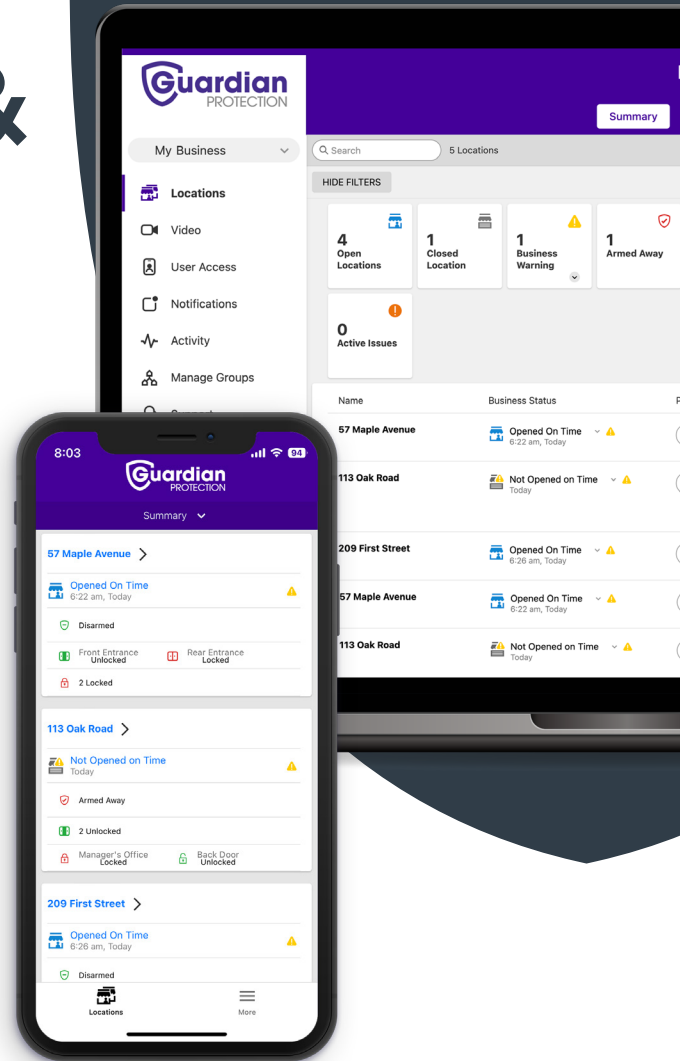 &
Guardian
PROTECTION
My Business
Locations
Video
User Access
Notifications
Activity
Manage Groups
Summary
Search
5 Locations
HIDE FILTERS
4
Open
Locations
1
Closed
Location
1
Business
Warning
1
Armed Away
0
Active Issues
Name
Business Status
57 Maple Avenue
Opened On Time
6:22 am, Today
113 Oak Road
Not Opened on Time
Today
209 First Street
Opened On Time
6:26 am, Today
57 Maple Avenue
Opened On Time
6:22 am, Today
113 Oak Road
Not Opened on Time
Today
8:03
94
Guardian
PROTECTION
Summary
57 Maple Avenue
Opened On Time
6:22 am, Today
Disarmed
Front Entrance
Unlocked
Rear Entrance
Locked
2 Locked
113 Oak Road
Not Opened on Time
Today
Armed Away
2 Unlocked
Manager's Office
Locked
Back Door
Unlocked
209 First Street
Opened On Time
6:26 am, Today
Disarmed
Locations
More